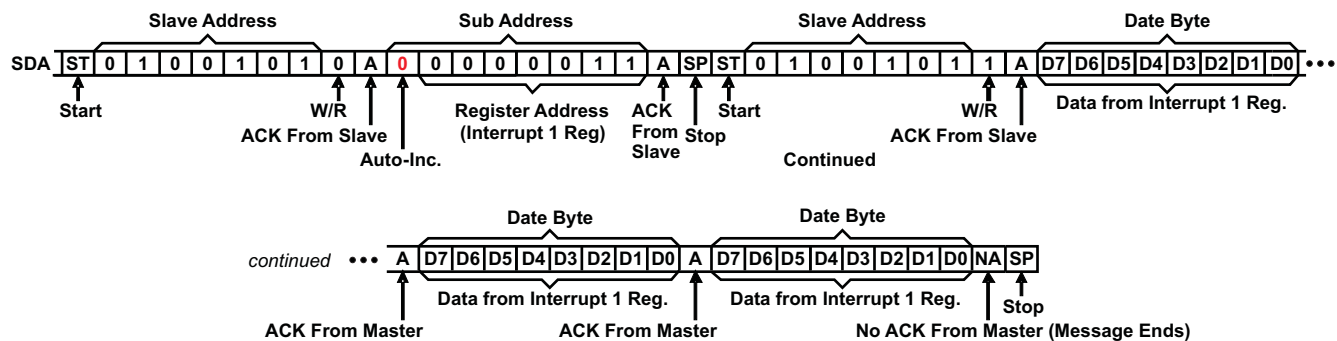 Slave Address Sub Address Slave Address Date Byte
SDA ST 0 1 0 0 1 0 1 0 A 0 0 0 0 0 0 1 1 A SP ST 0 1 0 0 1 0 1 1 A D7 D6 D5 D4 D3 D2 D1 D0 •••
Start W/R Register Address ACK Stop Start W/R Data from Interrupt 1 Reg.
ACK From Slave (Interrupt 1 Reg) From ACK From Slave
Auto-Inc. Slave Continued
Date Byte Date Byte
continued ••• A D7 D6 D5 D4 D3 D2 D1 D0 A D7 D6 D5 D4 D3 D2 D1 D0 NA SP
Data from Interrupt 1 Reg. Data from Interrupt 1 Reg. Stop
ACK From Master ACK From Master No ACK From Master (Message Ends)